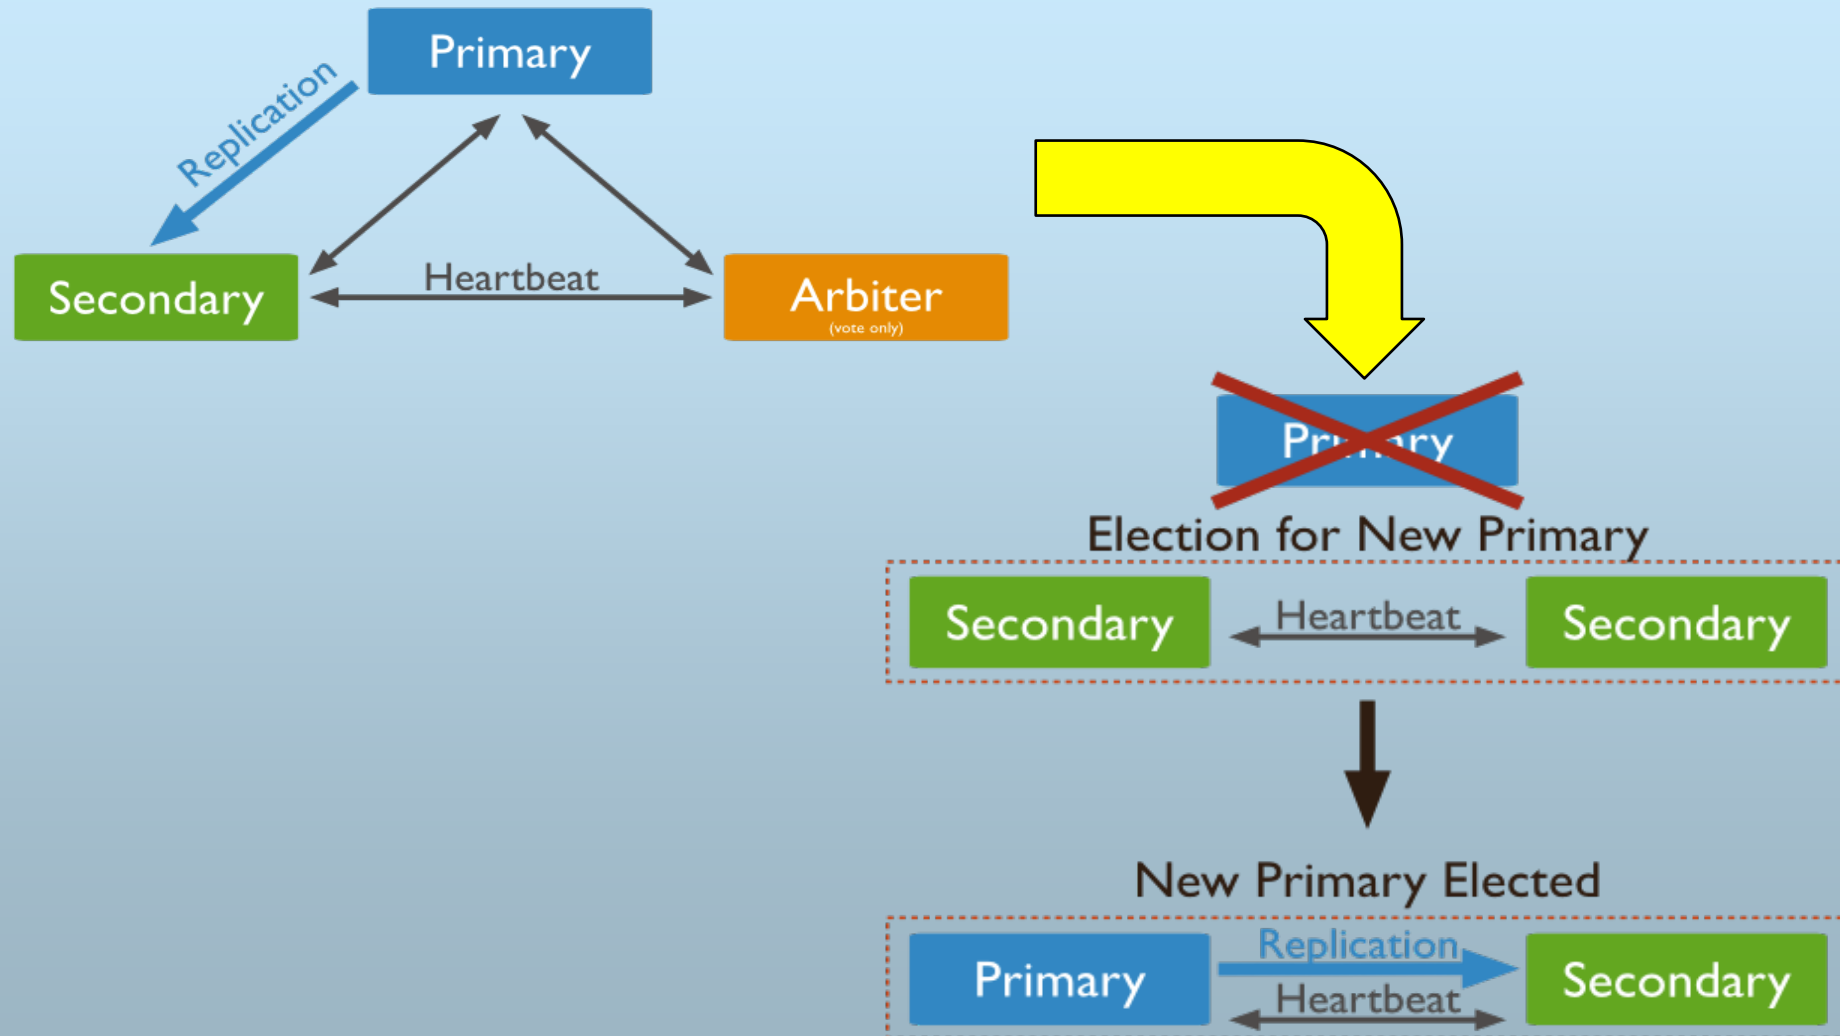 Primary
Replication
Secondary
Heartbeat
Arbiter
(vote only)
Primary
Election for New Primary
Secondary
Heartbeat
Secondary
New Primary Elected
Primary
Replication
Heartbeat
Secondary